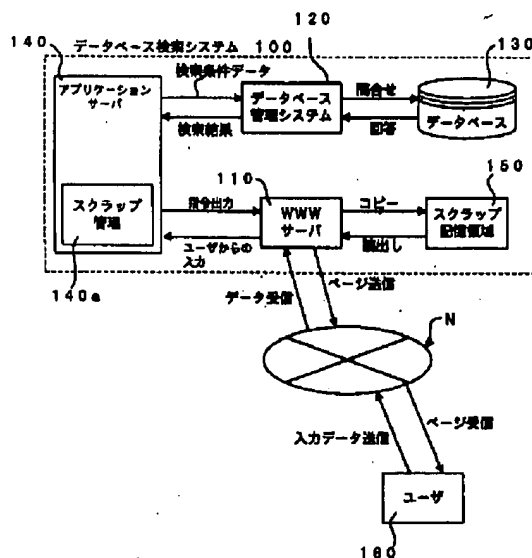 120
140
データベース検索システム 100
130
アプリケーション
サーバ
検索条件データ
データベース
管理システム
問合せ
検索結果
回答
データベース
110
150
スクラップ
管理
指令出力
WWW
サーバ
コピー
スクラップ
記憶領域
ユーザからの
入力
読出し
140a
データ受信
ページ送信
N
入力データ送信
ページ受信
ユーザ
160